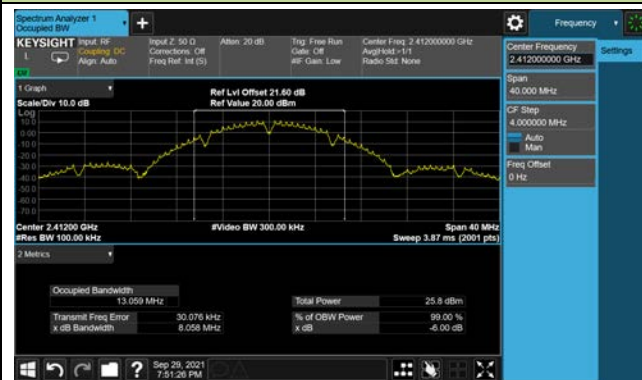 Spectrum Analyzer 1
Occupied BW
Frequency
KEYSIGHT
Input: RF
Coupling: DC
Align: Auto
Input Z: 50 Ω
Corrections: Off
Freq Ref: Int (S)
Atten: 20 dB
Trig: Free Run
Gate: Off
#IF Gain: Low
Center Freq: 2.412000000 GHz
Avg|Hold:>1/1
Radio Std: None
L
1 Graph
Scale/Div 10.0 dB
Ref Lvl Offset 21.60 dB
Ref Value 20.00 dBm
Log
10.0
0.00
-10.0
-20.0
-30.0
-40.0
-50.0
-60.0
-70.0
Center 2.41200 GHz
#Res BW 100.00 kHz
#Video BW 300.00 kHz
Span 40 MHz
Sweep 3.87 ms (2001 pts)
2 Metrics
Occupied Bandwidth
13.059 MHz
Total Power 25.8 dBm
Transmit Freq Error 30.076 kHz
% of OBW Power 99.00 %
x dB Bandwidth 8.058 MHz
x dB -6.00 dB
Center Frequency
2.412000000 GHz
Settings
Span
40.000 MHz
CF Step
4.000000 MHz
Auto
Man
Freq Offset
0 Hz
Sep 29, 2021
7:51:26 PM